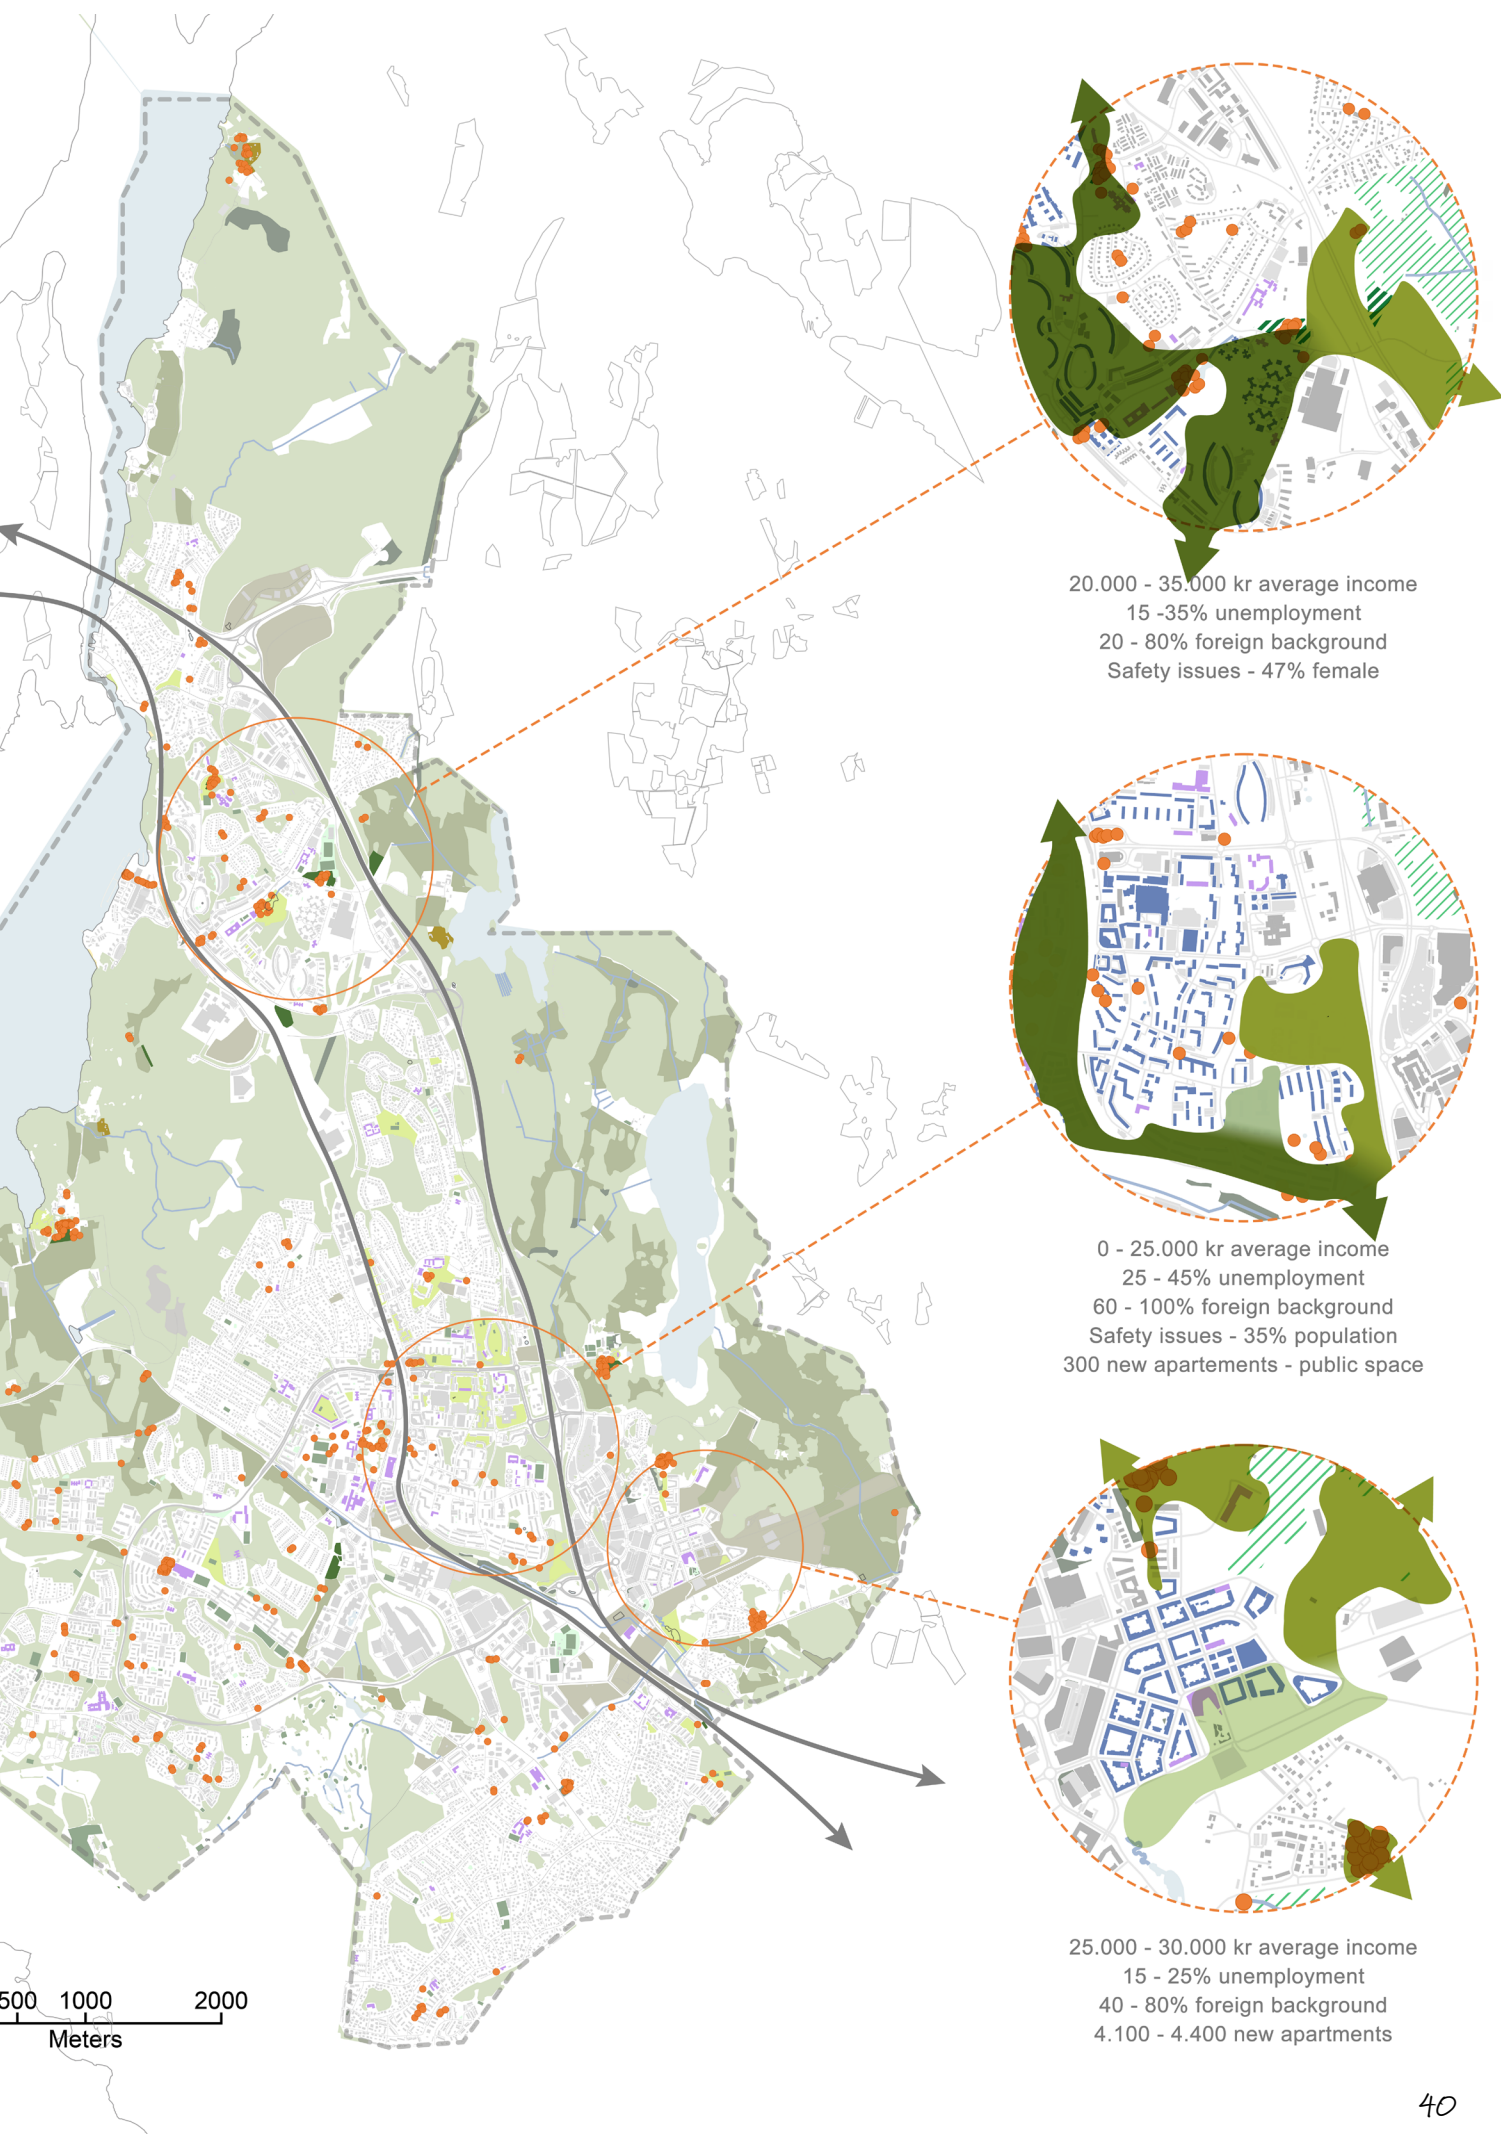 20.000 - 35.000 kr average income
15 -35% unemployment
20 - 80% foreign background
Safety issues - 47% female
0 - 25.000 kr average income
25 - 45% unemployment
60 - 100% foreign background
Safety issues - 35% population
300 new apartements - public space
25.000 - 30.000 kr average income
15 - 25% unemployment
40 - 80% foreign background
4.100 - 4.400 new apartments
500 1000 2000
Meters
40